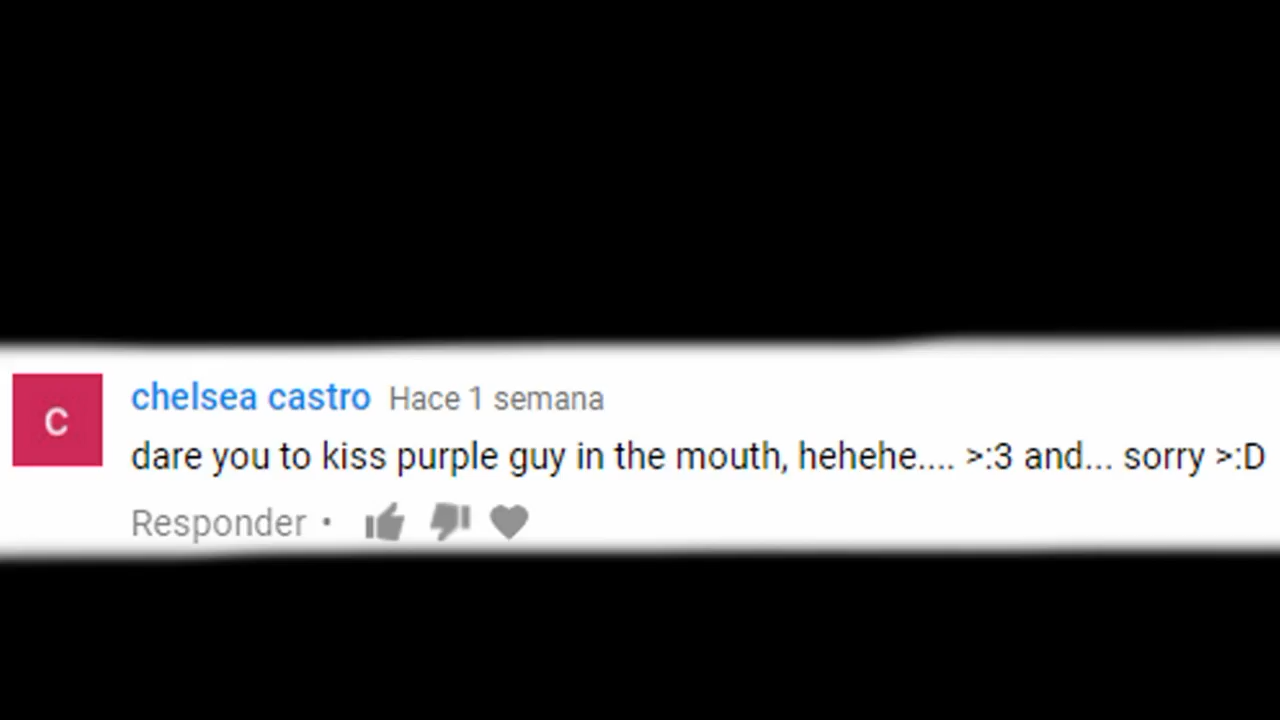 C
chelsea castro Hace 1 semana
dare you to kiss purple guy in the mouth, hehehe.... >:3 and... sorry >:D
Responder •